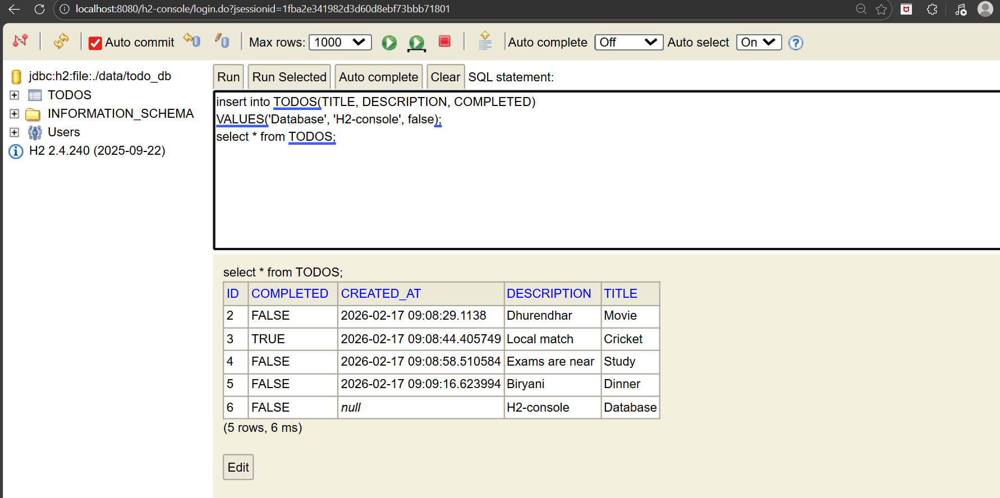 localhost:8080/h2-console/login.do?jsessionid=1fba2e341982d3d60d8ebf73bbb71801
Auto commit Max rows: 1000 Auto complete Off Auto select On
jdbc:h2:file:./data/todo_db
TODOS
INFORMATION_SCHEMA
Users
H2 2.4.240 (2025-09-22)
Run Run Selected Auto complete Clear SQL statement:
insert into TODOS(TITLE, DESCRIPTION, COMPLETED)
VALUES('Database', 'H2-console', false);
select * from TODOS;
select * from TODOS;
ID COMPLETED CREATED_AT DESCRIPTION TITLE
2 FALSE 2026-02-17 09:08:29.1138 Dhurendhar Movie
3 TRUE 2026-02-17 09:08:44.405749 Local match Cricket
4 FALSE 2026-02-17 09:08:58.510584 Exams are near Study
5 FALSE 2026-02-17 09:09:16.623994 Biryani Dinner
6 FALSE null H2-console Database
(5 rows, 6 ms)
Edit